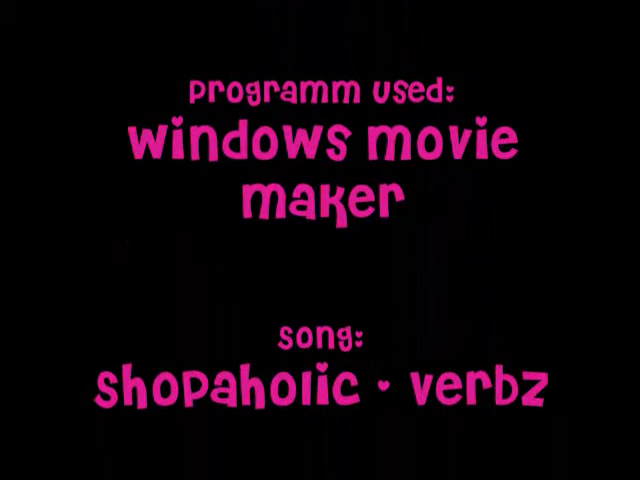 programm used:
windows movie
maker
song:
shopaholic • verbz